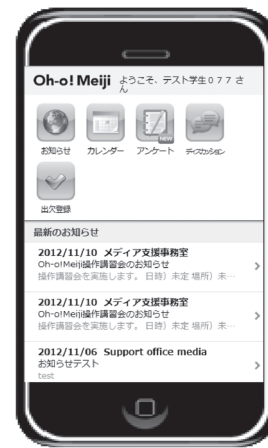 Oh-o! Meiji ようこそ、テスト学生０７７さ
ん
NEW
お知らせ カレンダー アンケート ディスカッション
出欠登録
最新のお知らせ
2012/11/10 メディア支援事務室
Oh-o!Meiji操作講習会のお知らせ
操作講習会を実施します。 日時）未定 場所）未…
2012/11/10 メディア支援事務室
Oh-o!Meiji操作講習会のお知らせ
操作講習会を実施します。 日時）未定 場所）未…
2012/11/06 Support office media
お知らせテスト
test